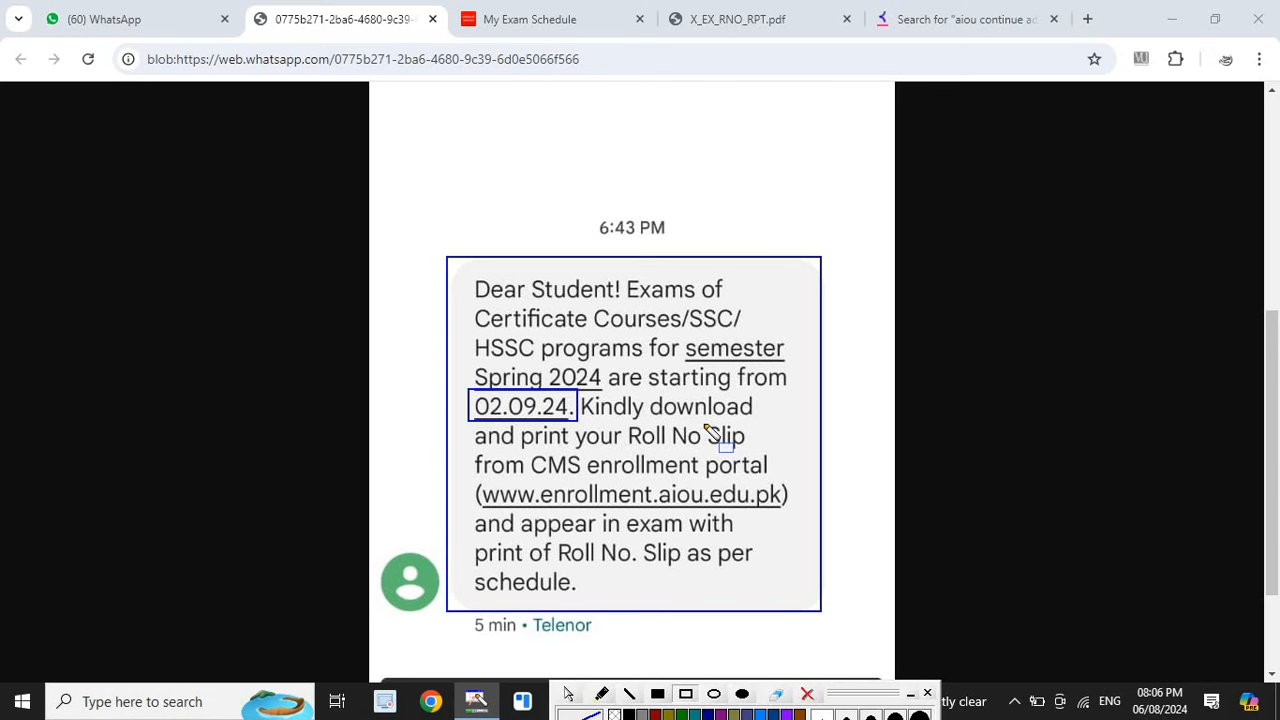 (60) WhatsApp
0775b271-2ba6-4680-9c39-
My Exam Schedule
X_EX_RNO_RPT.pdf
Search for "aiou continue ad
blob:https://web.whatsapp.com/0775b271-2ba6-4680-9c39-6d0e5066f566
6:43 PM
Dear Student! Exams of
Certificate Courses/SSC/
HSSC programs for semester
Spring 2024 are starting from
02.09.24. Kindly download
and print your Roll No Slip
from CMS enrollment portal
(www.enrollment.aiou.edu.pk)
and appear in exam with
print of Roll No. Slip as per
schedule.
5 min • Telenor
Type here to search
tly clear
ENG
08:06 PM
06/08/2024